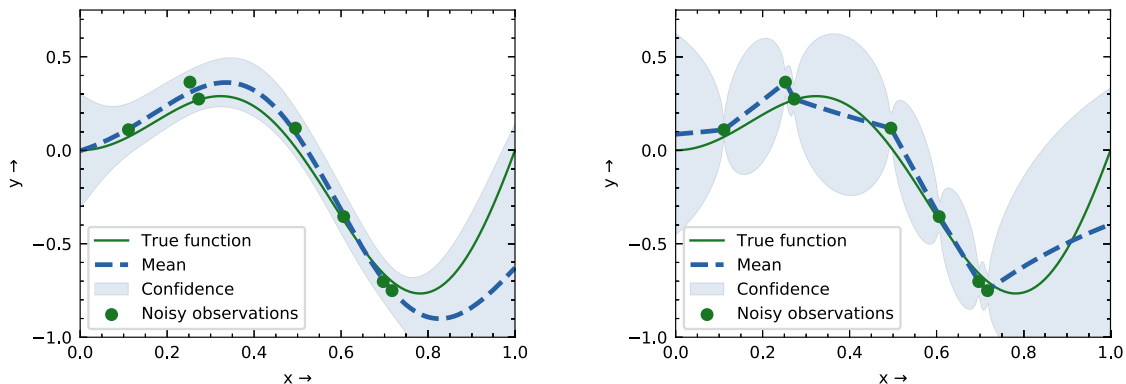 0.5
0.0
−0.5
−1.0
y →
True function
Mean
Confidence
Noisy observations
0.0 0.2 0.4 0.6 0.8 1.0
x →
0.5
0.0
−0.5
−1.0
y →
True function
Mean
Confidence
Noisy observations
0.0 0.2 0.4 0.6 0.8 1.0
x →